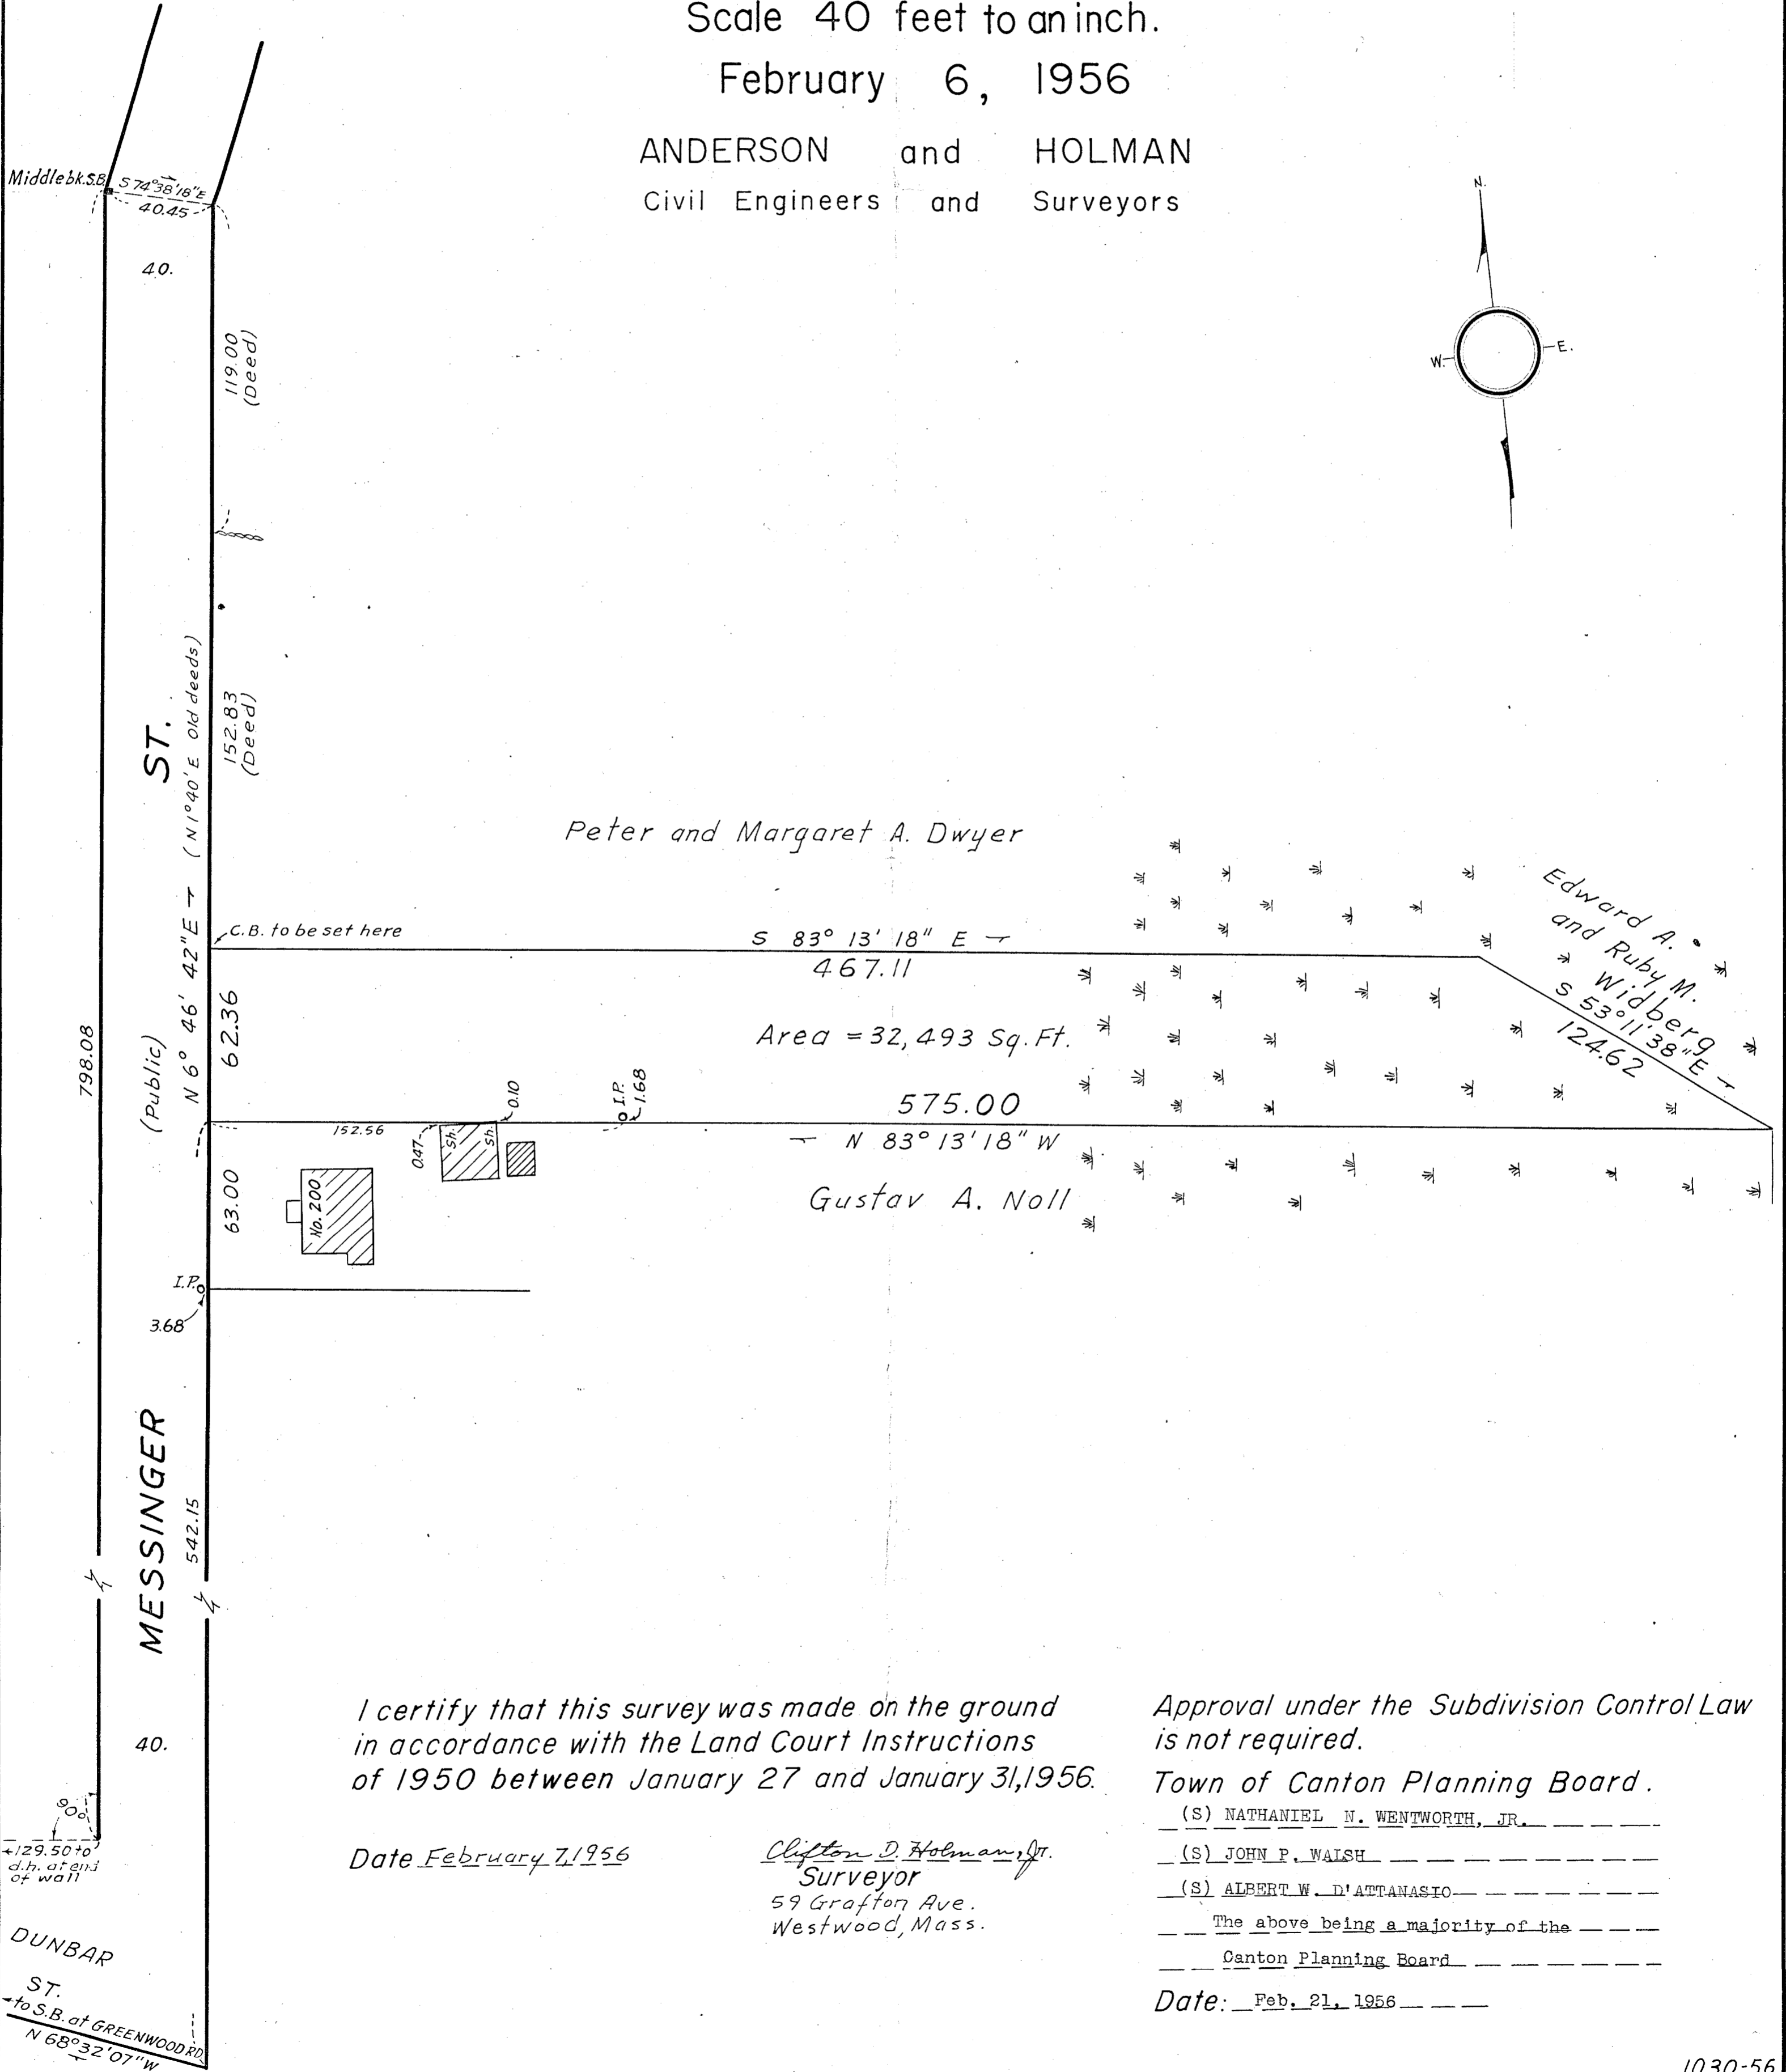 Scale 40 feet to an inch.
February 6, 1956
ANDERSON and HOLMAN
Civil Engineers and Surveyors
N.
W.
E.
Middlebk.S.B.
S 74°38'18"E
40.45
40.
119.00
(Deed)
152.83
(Deed)
ST.
N 6° 46' 42"E (N1°40'E Old deeds)
(Public)
798.08
Peter and Margaret A. Dwyer
C.B. to be set here
S 83° 13' 18" E
467.11
Edward A.
and Ruby M.
Widberg
S 53°11'38"E
124.62
62.36
Area = 32,493 Sq. Ft.
575.00
N 83° 13' 18" W
152.56
0.47
Sh.
Sh.
0.10
I.P.
1.68
Gustav A. Noll
63.00
No. 200
I.P.
3.68
MESSINGER
542.15
40.
90°
129.50 to
d.h. at end
of wall
DUNBAR
ST.
to S.B. at GREENWOOD RD.
N 68°32'07"W
I certify that this survey was made on the ground
in accordance with the Land Court Instructions
of 1950 between January 27 and January 31, 1956.
Date February 7, 1956
Clifton D. Holman, Jr.
Surveyor
59 Grafton Ave.
Westwood, Mass.
Approval under the Subdivision Control Law
is not required.
Town of Canton Planning Board.
(S) NATHANIEL N. WENTWORTH, JR.
(S) JOHN P. WALSH
(S) ALBERT W. D'ATTANASIO
The above being a majority of the
Canton Planning Board
Date: Feb. 21, 1956
1030-56